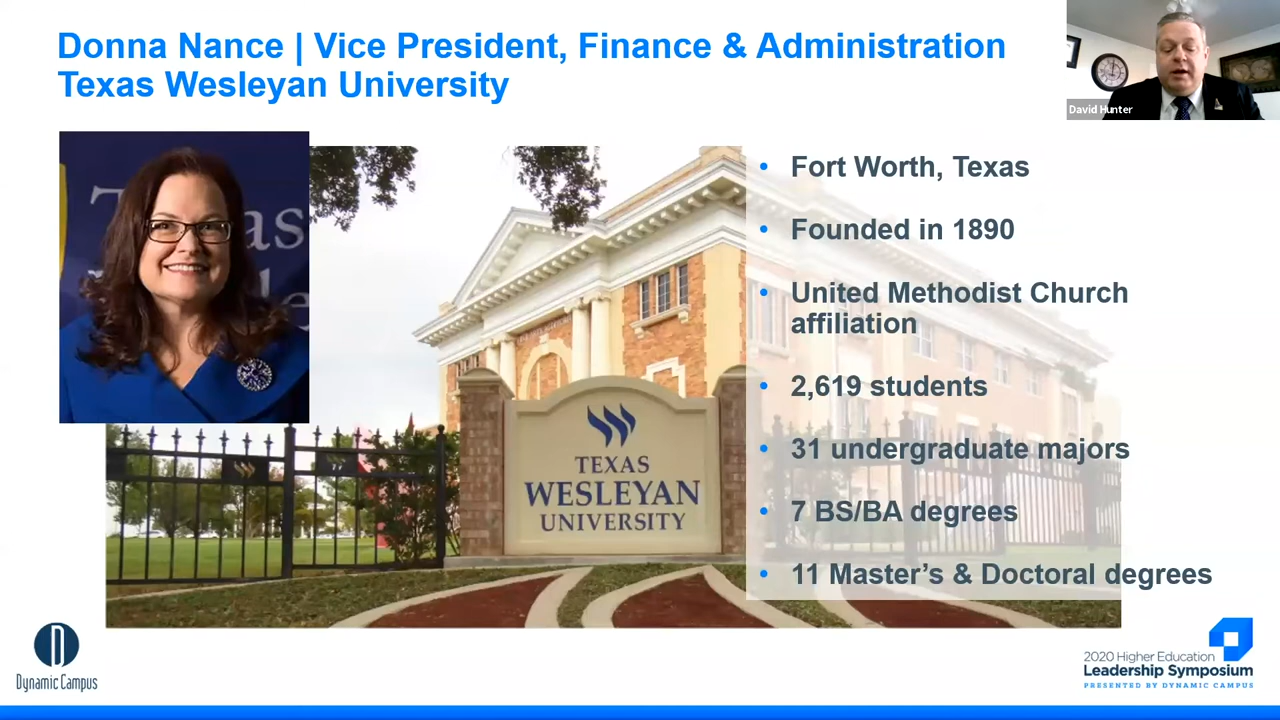 Donna Nance | Vice President, Finance & Administration
Texas Wesleyan University
David Hunter
• Fort Worth, Texas
• Founded in 1890
• United Methodist Church
affiliation
• 2,619 students
• 31 undergraduate majors
• 7 BS/BA degrees
• 11 Master’s & Doctoral degrees
TEXAS
WESLEYAN
UNIVERSITY
D
Dynamic Campus
2020 Higher Education
Leadership Symposium
PRESENTED BY DYNAMIC CAMPUS